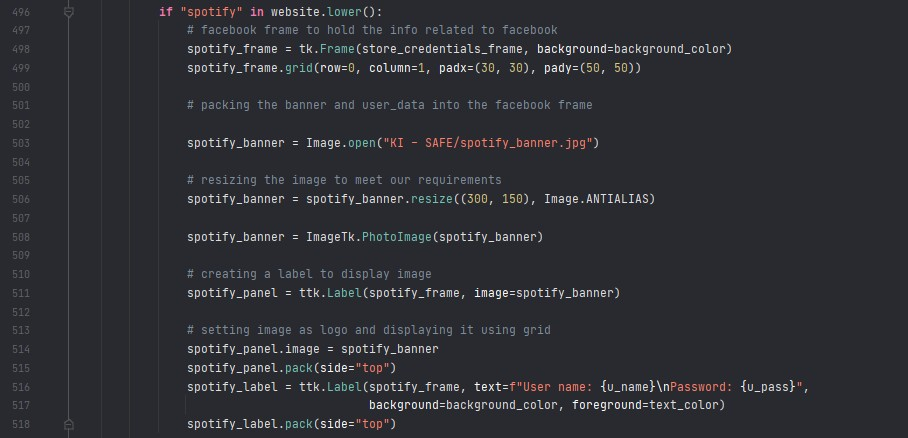 496 if "spotify" in website.lower():
497 # facebook frame to hold the info related to facebook
498 spotify_frame = tk.Frame(store_credentials_frame, background=background_color)
499 spotify_frame.grid(row=0, column=1, padx=(30, 30), pady=(50, 50))
500
501 # packing the banner and user_data into the facebook frame
502
503 spotify_banner = Image.open("KI - SAFE/spotify_banner.jpg")
504
505 # resizing the image to meet our requirements
506 spotify_banner = spotify_banner.resize((300, 150), Image.ANTIALIAS)
507
508 spotify_banner = ImageTk.PhotoImage(spotify_banner)
509
510 # creating a label to display image
511 spotify_panel = ttk.Label(spotify_frame, image=spotify_banner)
512
513 # setting image as logo and displaying it using grid
514 spotify_panel.image = spotify_banner
515 spotify_panel.pack(side="top")
516 spotify_label = ttk.Label(spotify_frame, text=f"User name: {u_name}\nPassword: {u_pass}",
517 background=background_color, foreground=text_color)
518 spotify_label.pack(side="top")